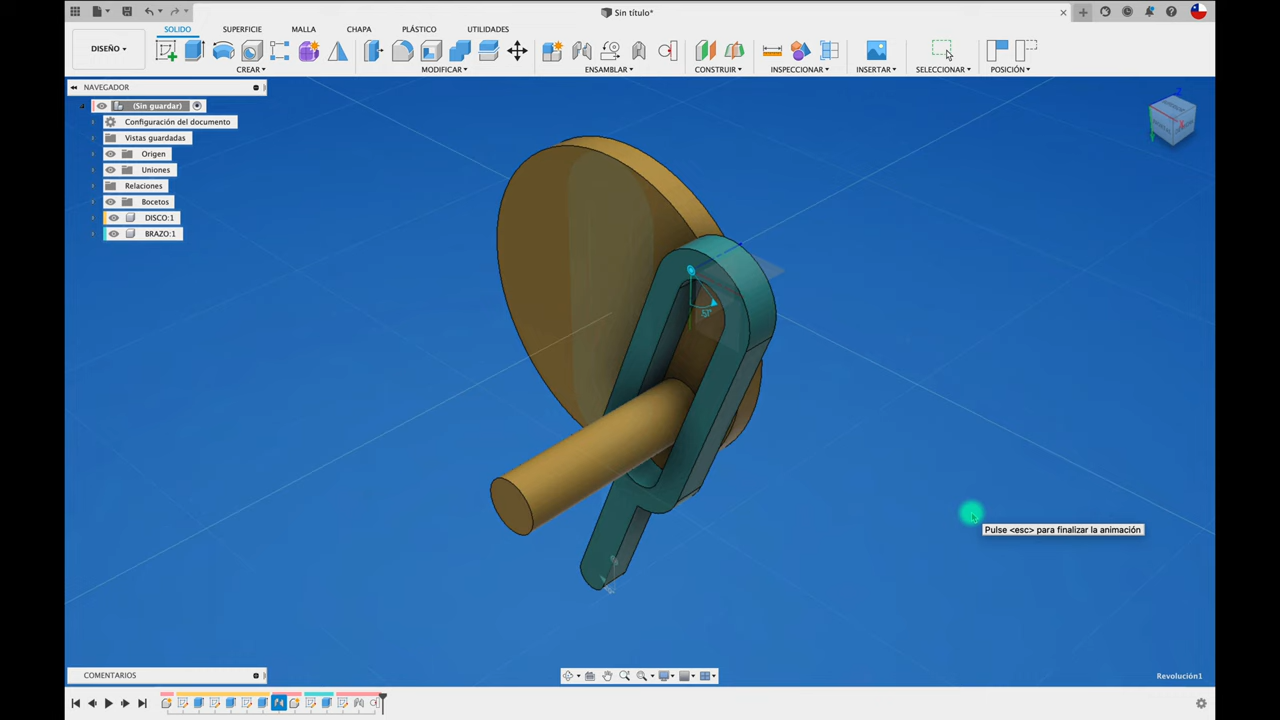 Sin título*
SOLIDO SUPERFICIE MALLA CHAPA PLÁSTICO UTILIDADES
DISEÑO
CREAR MODIFICAR ENSAMBLAR CONSTRUIR INSPECCIONAR INSERTAR SELECCIONAR POSICIÓN
NAVEGADOR
(Sin guardar)
Configuración del documento
Vistas guardadas
Origen
Uniones
Relaciones
Bocetos
DISCO:1
BRAZO:1
Pulse <esc> para finalizar la animación
COMENTARIOS
Revolución1